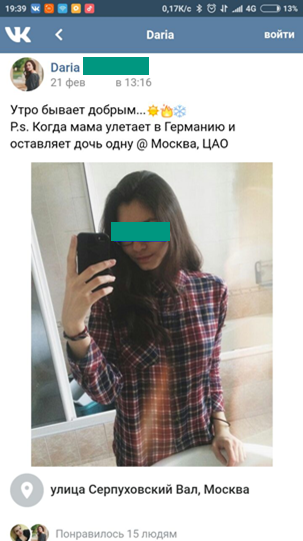 19:39 0,17К/с 4G 13%
Daria ВОЙТИ
Daria
21 фев в 13:16
Утро бывает добрым...☀️🔥❄️
P.s. Когда мама улетает в Германию и
оставляет дочь одну @ Москва, ЦАО
улица Серпуховский Вал, Москва
Понравилось 15 людям